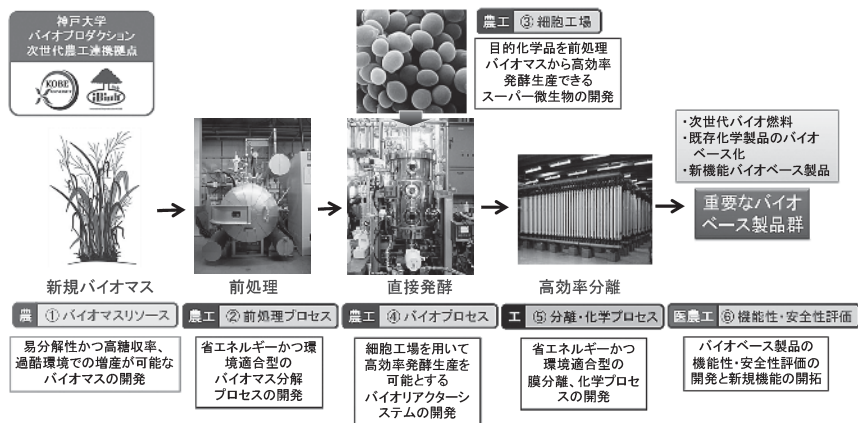 神戸大学
バイオプロダクション
次世代農工連携拠点
KOBE
iBioK
農工 ③細胞工場
目的化学品を前処理
バイオマスから高効率
発酵生産できる
スーパー微生物の開発
・次世代バイオ燃料
・既存化学製品のバイオ
ベース化
・新機能バイオベース製品
重要なバイオ
ベース製品群
新規バイオマス
前処理
直接発酵
高効率分離
農 ①バイオマスリソース
易分解性かつ高糖収率、
過酷環境での増産が可能な
バイオマスの開発
農工 ②前処理プロセス
省エネルギーかつ環
境適合型の
バイオマス分解
プロセスの開発
農工 ④バイオプロセス
細胞工場を用いて
高効率発酵生産を
可能とする
バイオリアクターシ
ステムの開発
工 ⑤分離・化学プロセス
省エネルギーかつ
環境適合型の
膜分離、化学プロセ
スの開発
医農工 ⑥機能性・安全性評価
バイオベース製品の
機能性・安全性評価の
開発と新規機能の開拓